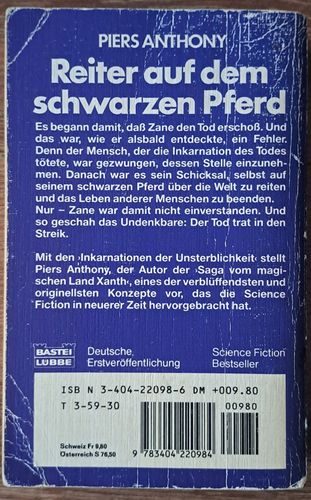 PIERS ANTHONY
Reiter auf dem
schwarzen Pferd
Es begann damit, daß Zane den Tod erschoß. Und
das war, wie er alsbald entdeckte, ein Fehler.
Denn der Mensch, der die Inkarnation des Todes
tötete, war gezwungen, dessen Stelle einzuneh-
men. Danach war es sein Schicksal, selbst auf
seinem schwarzen Pferd über die Welt zu reiten
und das Leben anderer Menschen zu beenden.
Nur – Zane war damit nicht einverstanden. Und
so geschah das Undenkbare: Der Tod trat in den
Streik.
Mit den ›Inkarnationen der Unsterblichkeit‹ stellt
Piers Anthony, der Autor der ›Saga vom magi-
schen Land Xanth‹, eines der verblüffendsten und
originellsten Konzepte vor, das die Science
Fiction in neuerer Zeit hervorgebracht hat.
BASTEI
LÜBBE
Deutsche
Erstveröffentlichung
Science Fiction
Bestseller
ISB N 3-404-22098-6 DM +009.80
T 3-59-30 00980
Schweiz Fr 9,80
Österreich S 76,50
9 783404 220984